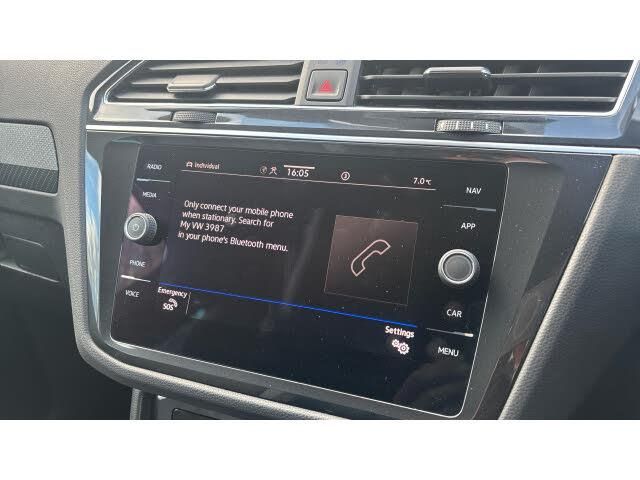 RADIO
MEDIA
PHONE
VOICE
Individual
16:05
3
7.0 °C
Only connect your mobile phone
when stationary. Search for
My VW 3987
in your phone's Bluetooth menu.
Emergency
SOS
Settings
NAV
APP
CAR
MENU